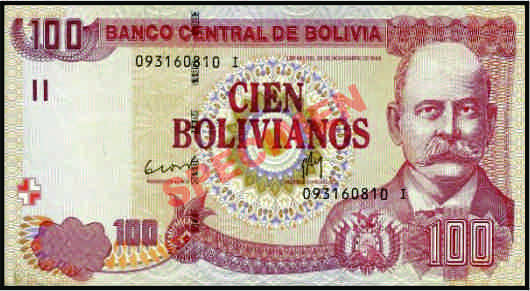 100 BANCO CENTRAL DE BOLIVIA
093160810 I
II
CIEN
BOLIVIANOS
SPECIMEN
093160810 I
100
100